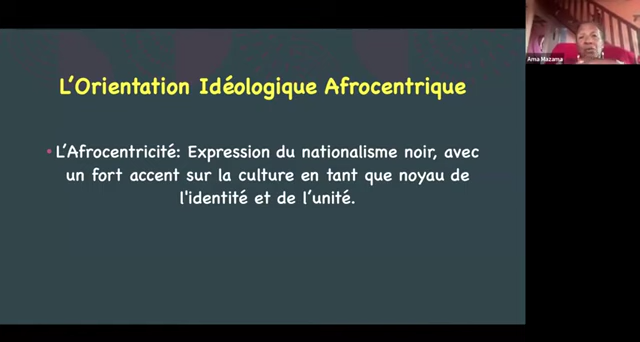 L'Orientation Idéologique Afrocentrique
• L'Afrocentricité: Expression du nationalisme noir, avec
un fort accent sur la culture en tant que noyau de
l'identité et de l'unité.
Ama Mazama